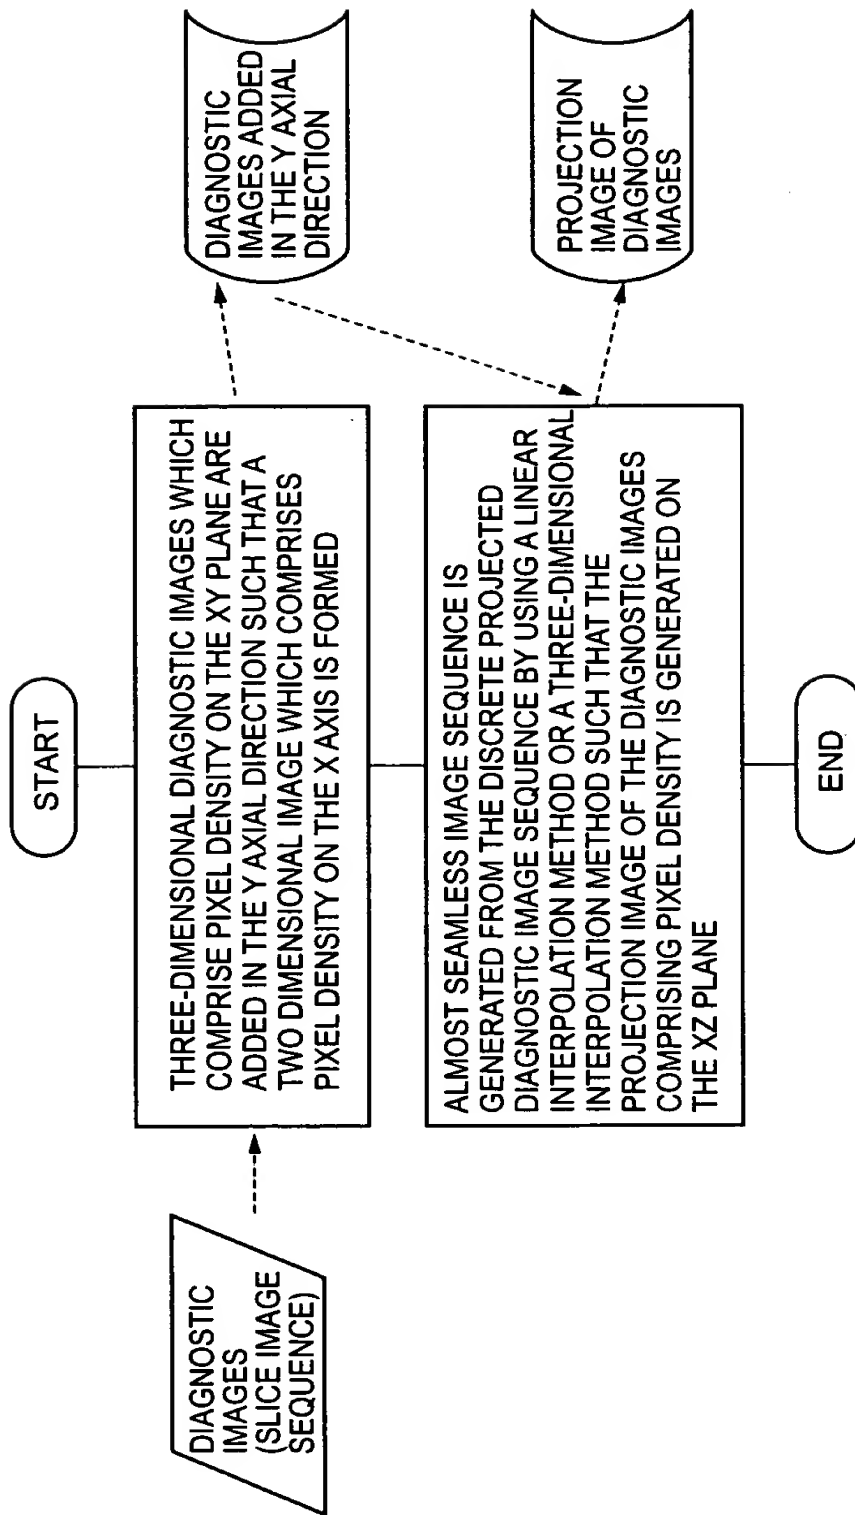 START
DIAGNOSTIC
IMAGES
(SLICE IMAGE
SEQUENCE)
THREE-DIMENSIONAL DIAGNOSTIC IMAGES WHICH
COMPRISE PIXEL DENSITY ON THE XY PLANE ARE
ADDED IN THE Y AXIAL DIRECTION SUCH THAT A
TWO DIMENSIONAL IMAGE WHICH COMPRISES
PIXEL DENSITY ON THE X AXIS IS FORMED
DIAGNOSTIC
IMAGES ADDED
IN THE Y AXIAL
DIRECTION
ALMOST SEAMLESS IMAGE SEQUENCE IS
GENERATED FROM THE DISCRETE PROJECTED
DIAGNOSTIC IMAGE SEQUENCE BY USING A LINEAR
INTERPOLATION METHOD OR A THREE-DIMENSIONAL
INTERPOLATION METHOD SUCH THAT THE
PROJECTION IMAGE OF THE DIAGNOSTIC IMAGES
COMPRISING PIXEL DENSITY IS GENERATED ON
THE XZ PLANE
PROJECTION
IMAGE OF
DIAGNOSTIC
IMAGES
END